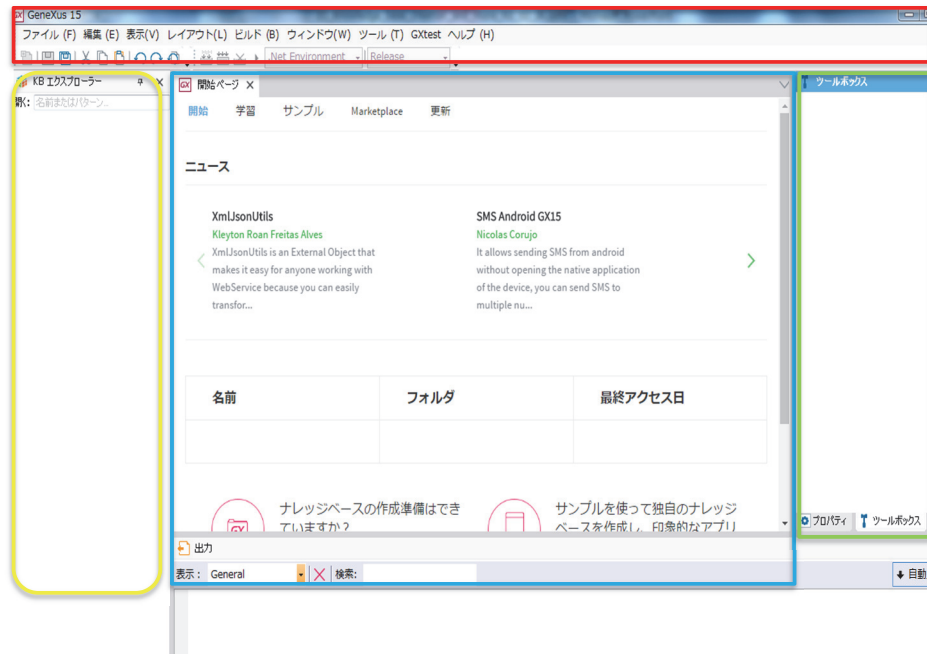 GeneXus 15
ファイル (F) 編集 (E) 表示(V) レイアウト(L) ビルド (B) ウィンドウ(W) ツール (T) GXtest ヘルプ (H)
.Net Environment Release
KB エクスプローラー
開く: 名前またはパターン...
GX 開始ページ
開始 学習 サンプル Marketplace 更新
ニュース
XmlJsonUtils
Kleyton Roan Freitas Alves
XmlJsonUtils is an External Object that
makes it easy for anyone working with
WebService because you can easily
transfor...
SMS Android GX15
Nicolas Corujo
It allows sending SMS from android
without opening the native application
of the device, you can send SMS to
multiple nu...
名前 フォルダ 最終アクセス日
GX
ナレッジベースの作成準備はでき
ていますか?
サンプルを使って独自のナレッジ
ベースを作成し、印象的なアプリ
ツールボックス
プロパティ ツールボックス
出力
表示: General 検索:
自動